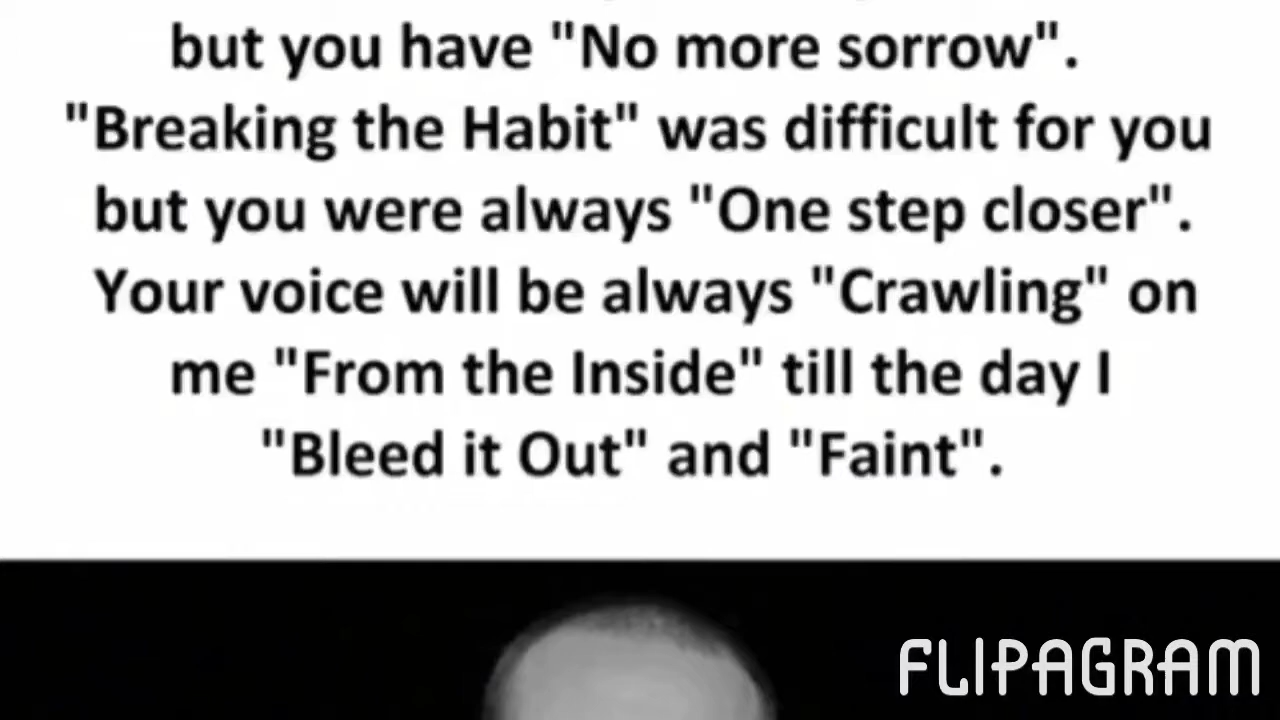 but you have "No more sorrow".
"Breaking the Habit" was difficult for you
but you were always "One step closer".
Your voice will be always "Crawling" on
me "From the Inside" till the day I
"Bleed it Out" and "Faint".
FLIPAGRAM